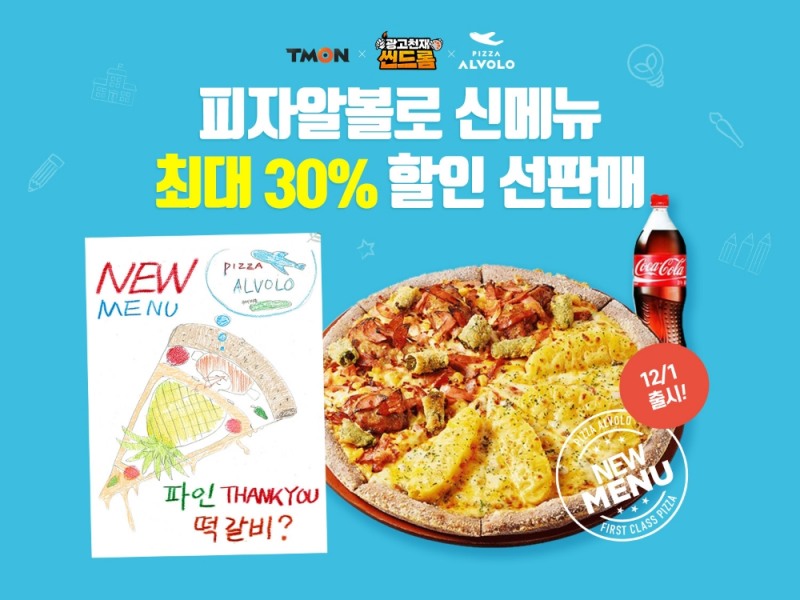 TMON × 광고천재 씬드롬 × PIZZA ALVOLO
피자알볼로 신메뉴
최대 30% 할인 선판매
NEW
MENU
PIZZA
ALVOLO
파인 THANK YOU
떡갈비?
Coca-Cola
12/1
출시!
PIZZA ALVOLO
NEW
MENU
FIRST CLASS PIZZA